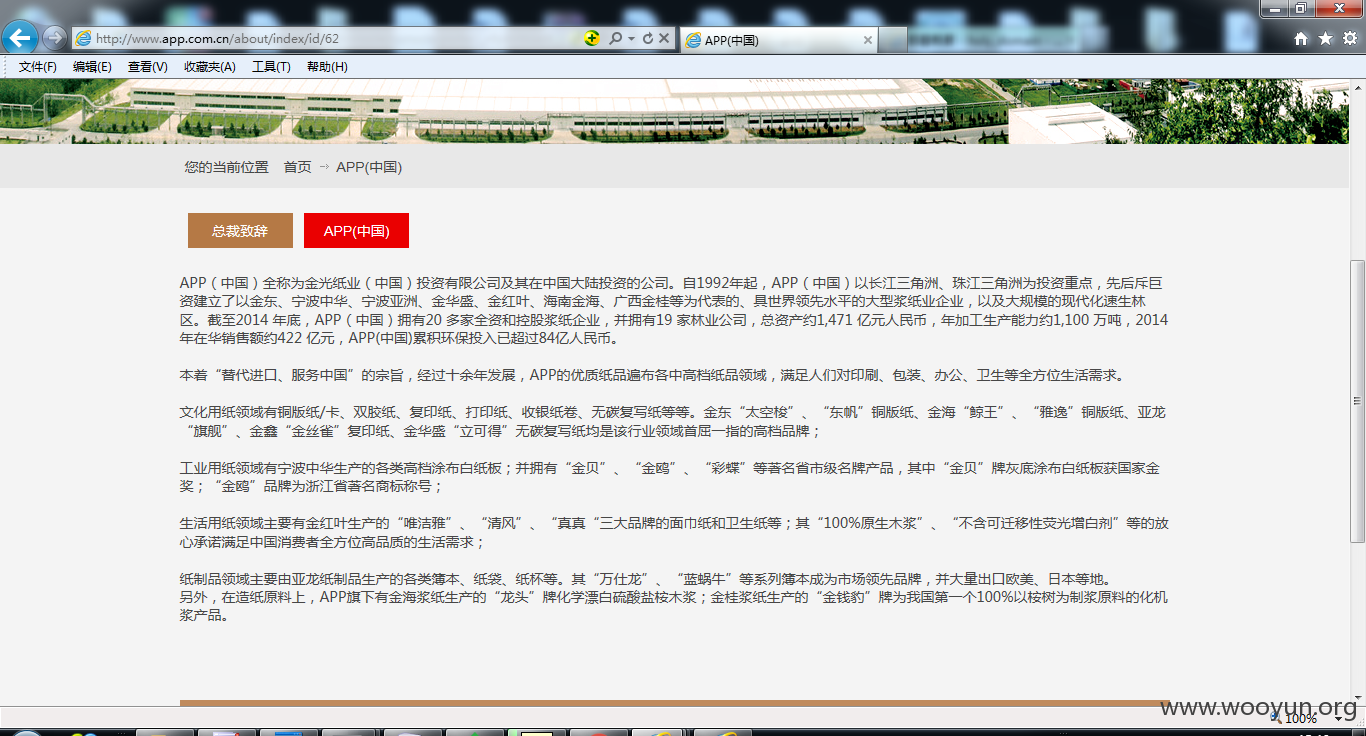 http://www.app.com.cn/about/index/id/62
APP(中国)
文件(F) 编辑(E) 查看(V) 收藏夹(A) 工具(T) 帮助(H)
您的当前位置 首页 → APP(中国)
总裁致辞 APP(中国)
APP（中国）全称为金光纸业（中国）投资有限公司及其在中国大陆投资的公司。自1992年起，APP（中国）以长江三角洲、珠江三角洲为投资重点，先后斥巨
资建立了以金东、宁波中华、宁波亚洲、金华盛、金红叶、海南金海、广西金桂等为代表的、具世界领先水平的大型浆纸业企业，以及大规模的现代化速生林
区。截至2014 年底，APP（中国）拥有20 多家全资和控股浆纸企业，并拥有19 家林业公司，总资产约1,471 亿元人民币，年加工生产能力约1,100 万吨，2014
年在华销售额约422 亿元，APP(中国)累积环保投入已超过84亿人民币。
本着“替代进口、服务中国”的宗旨，经过十余年发展，APP的优质纸品遍布各中高档纸品领域，满足人们对印刷、包装、办公、卫生等全方位生活需求。
文化用纸领域有铜版纸/卡、双胶纸、复印纸、打印纸、收银纸卷、无碳复写纸等等。金东“太空梭”、“东帆”铜版纸、金海“鲸王”、“雅逸”铜版纸、亚龙
“旗舰”、金鑫“金丝雀”复印纸、金华盛“立可得”无碳复写纸均是该行业领域首屈一指的高档品牌；
工业用纸领域有宁波中华生产的各类高档涂布白纸板；并拥有“金贝”、“金鸥”、“彩蝶”等著名省市级名牌产品，其中“金贝”牌灰底涂布白纸板获国家金
奖；“金鸥”品牌为浙江省著名商标称号；
生活用纸领域主要有金红叶生产的“唯洁雅”、“清风”、“真真“三大品牌的面巾纸和卫生纸等；其“100%原生木浆”、“不含可迁移性荧光增白剂”等的放
心承诺满足中国消费者全方位高品质的生活需求；
纸制品领域主要由亚龙纸制品生产的各类簿本、纸袋、纸杯等。其“万仕龙”、“蓝蜗牛”等系列簿本成为市场领先品牌，并大量出口欧美、日本等地。
另外，在造纸原料上，APP旗下有金海浆纸生产的“龙头”牌化学漂白硫酸盐桉木浆；金桂浆纸生产的“金钱豹”牌为我国第一个100%以桉树为制浆原料的化机
浆产品。
www.wooyun.org
100%